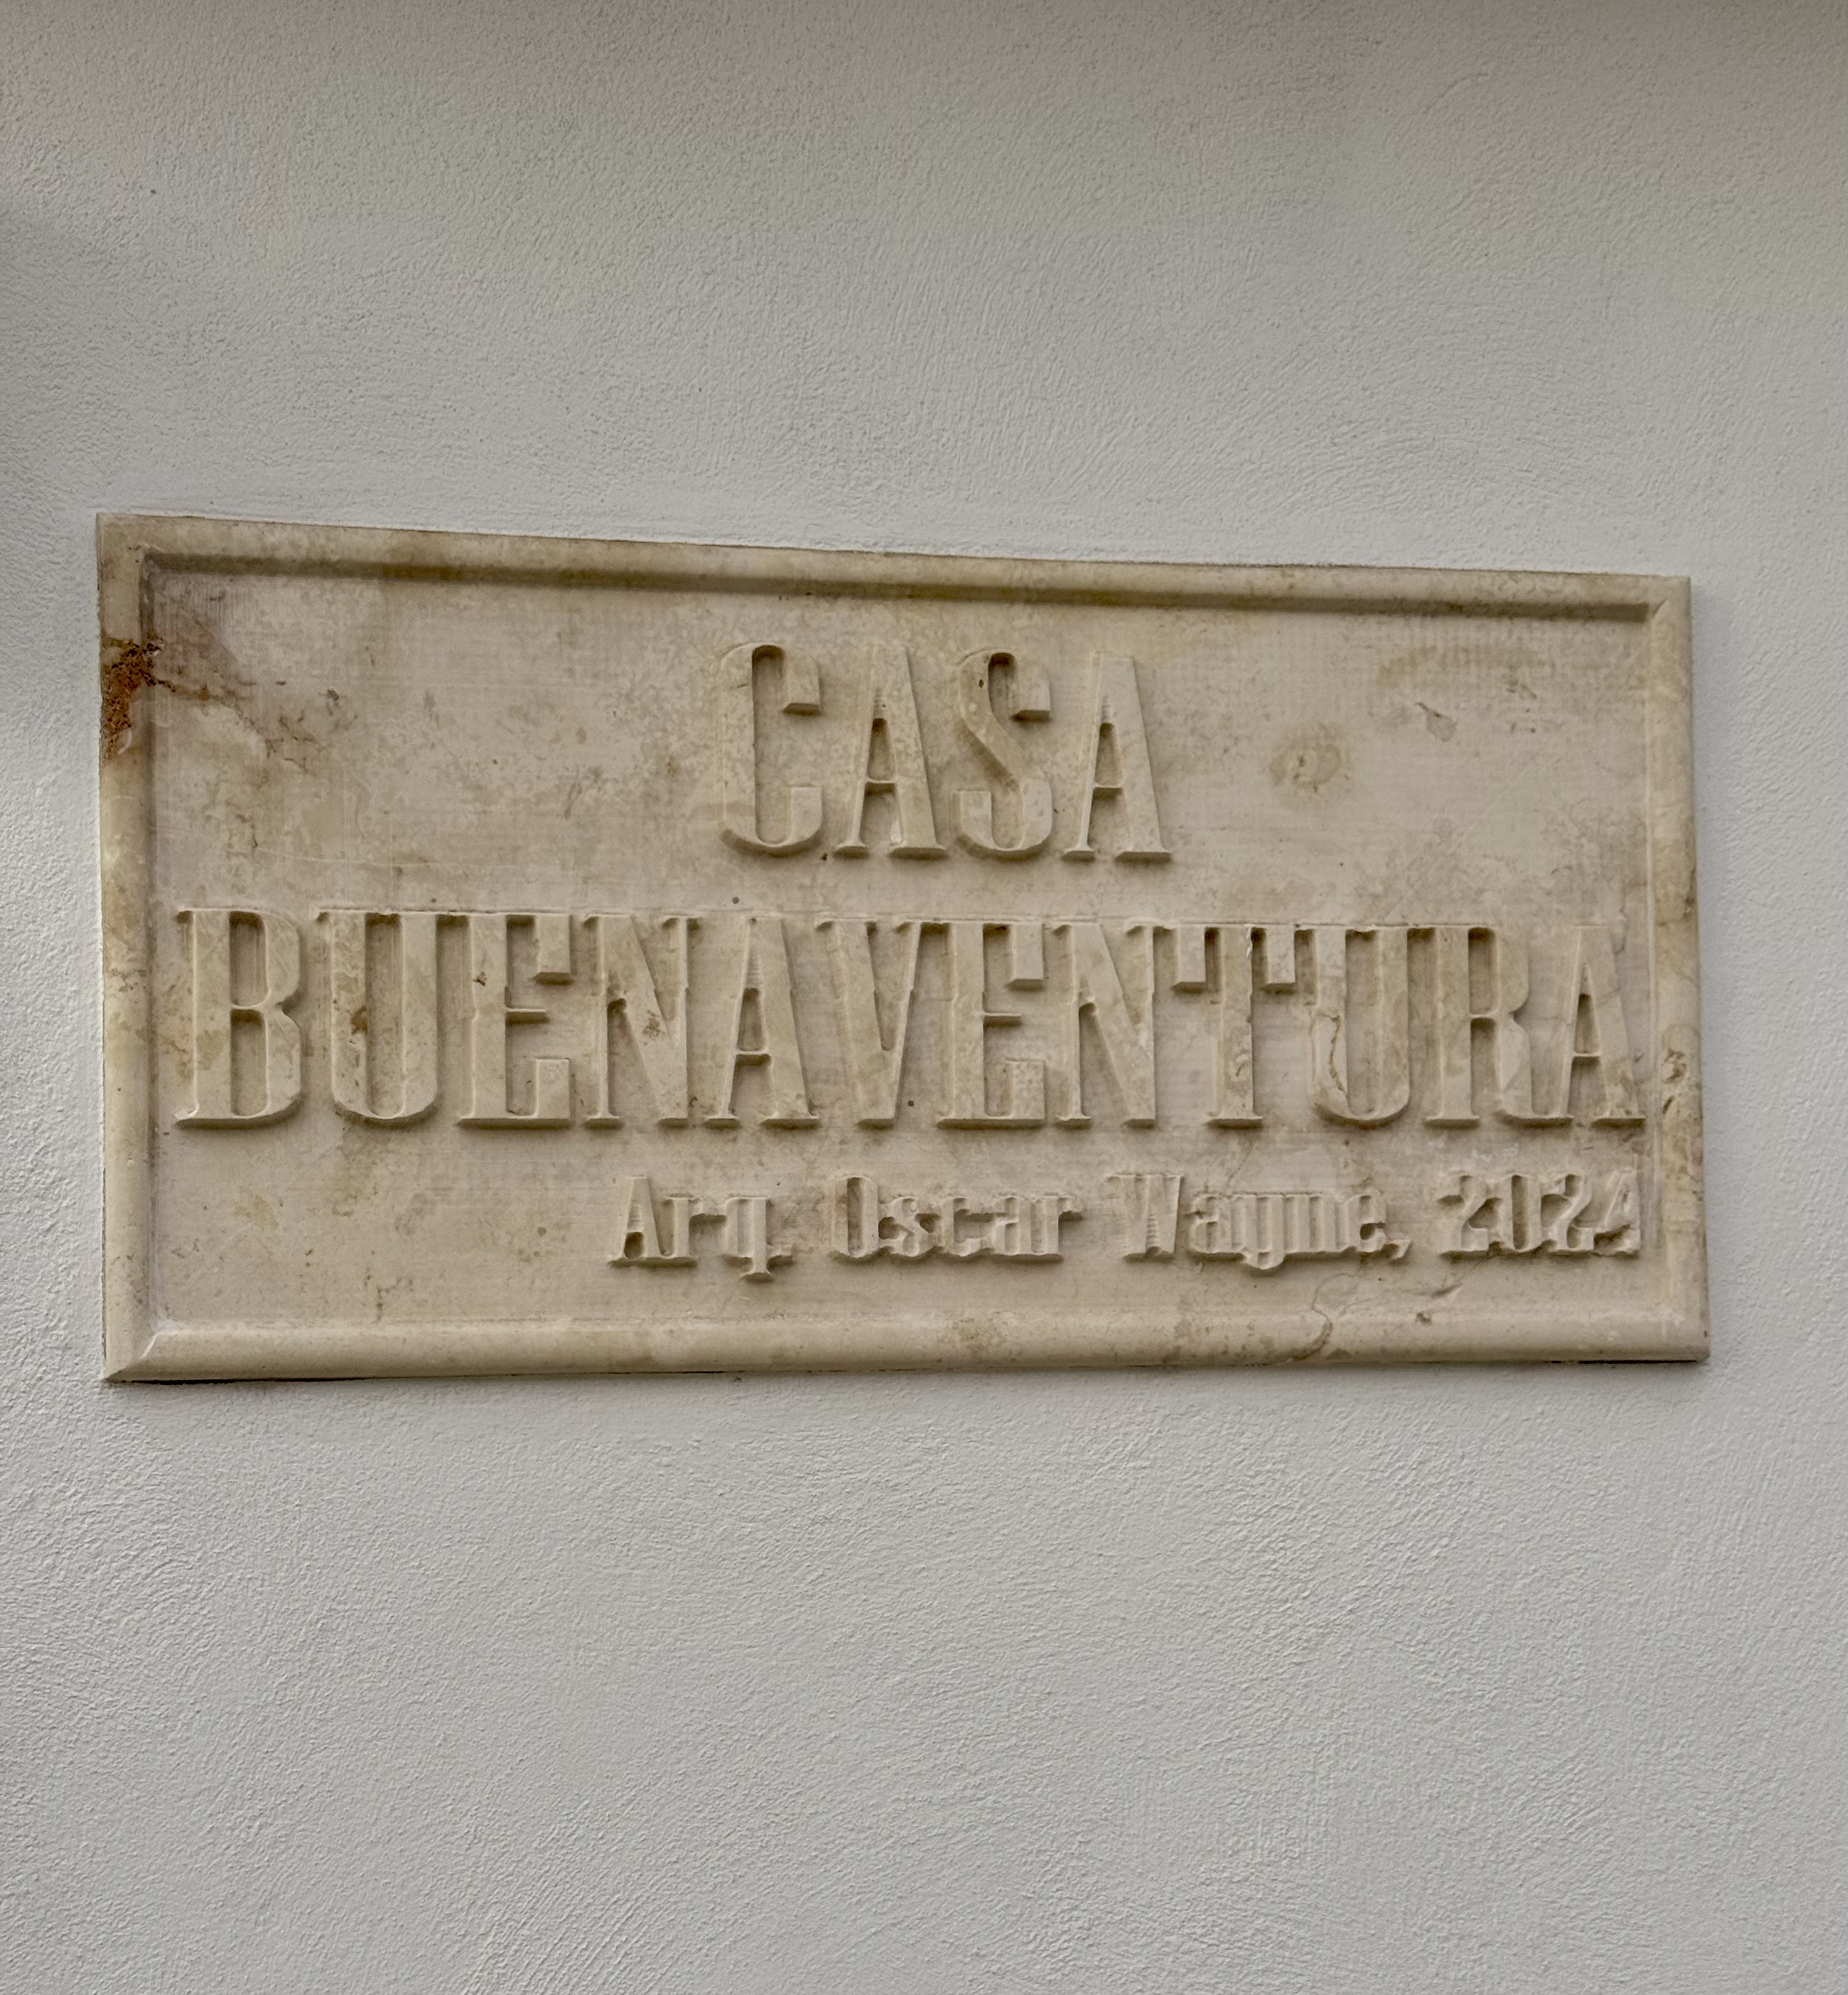 CASA
BUENAVENTURA
Arq. Oscar Wayne, 2024